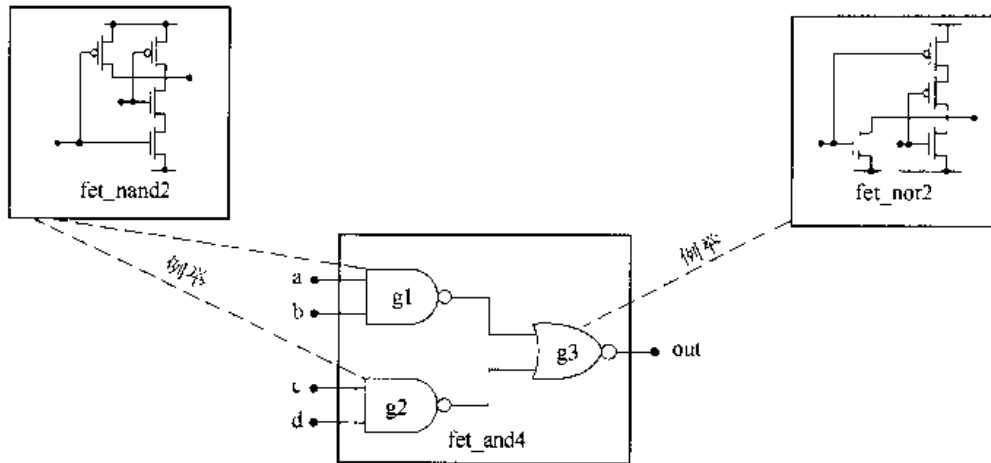 fet_nand2
fet_nor2
例举
例举
a
b
g1
g3
out
c
d
g2
fet_and4